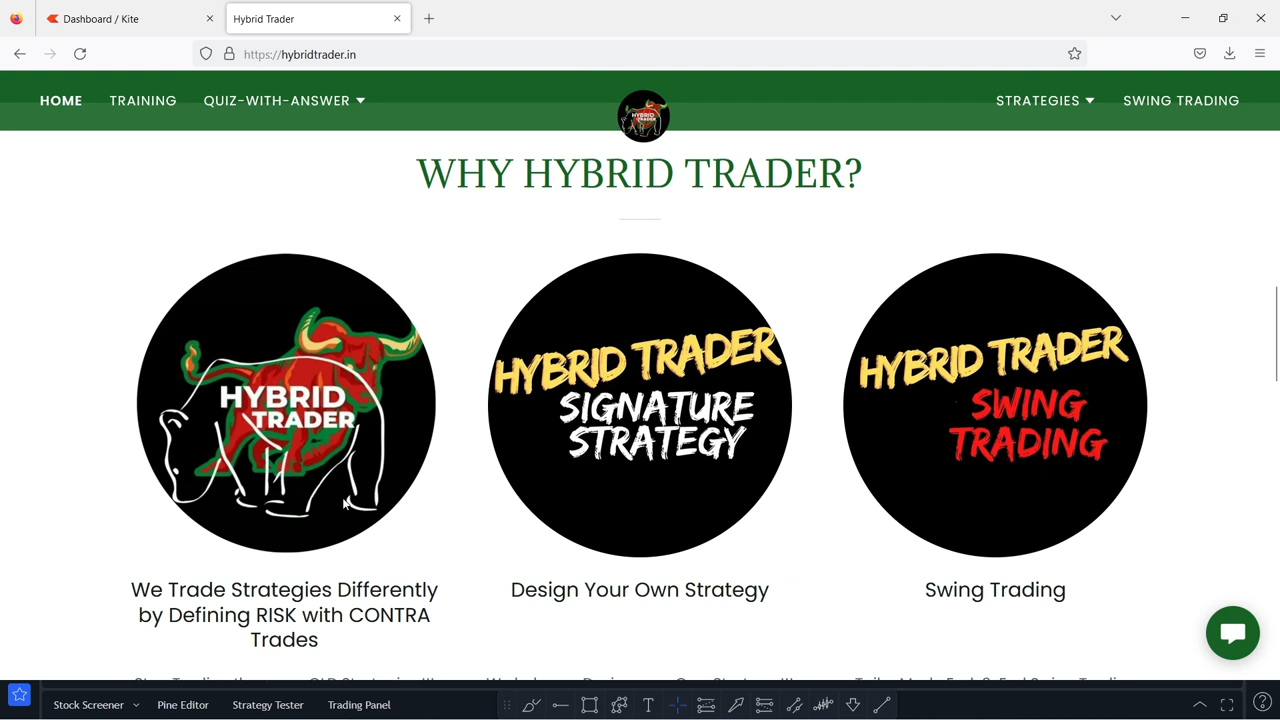 Dashboard / Kite
Hybrid Trader
https://hybridtrader.in
HOME TRAINING QUIZ-WITH-ANSWER STRATEGIES SWING TRADING
HYBRID
TRADER
WHY HYBRID TRADER?
HYBRID
TRADER
HYBRID TRADER
SIGNATURE
STRATEGY
HYBRID TRADER
SWING
TRADING
We Trade Strategies Differently
by Defining RISK with CONTRA
Trades
Design Your Own Strategy
Swing Trading
Stock Screener Pine Editor Strategy Tester Trading Panel